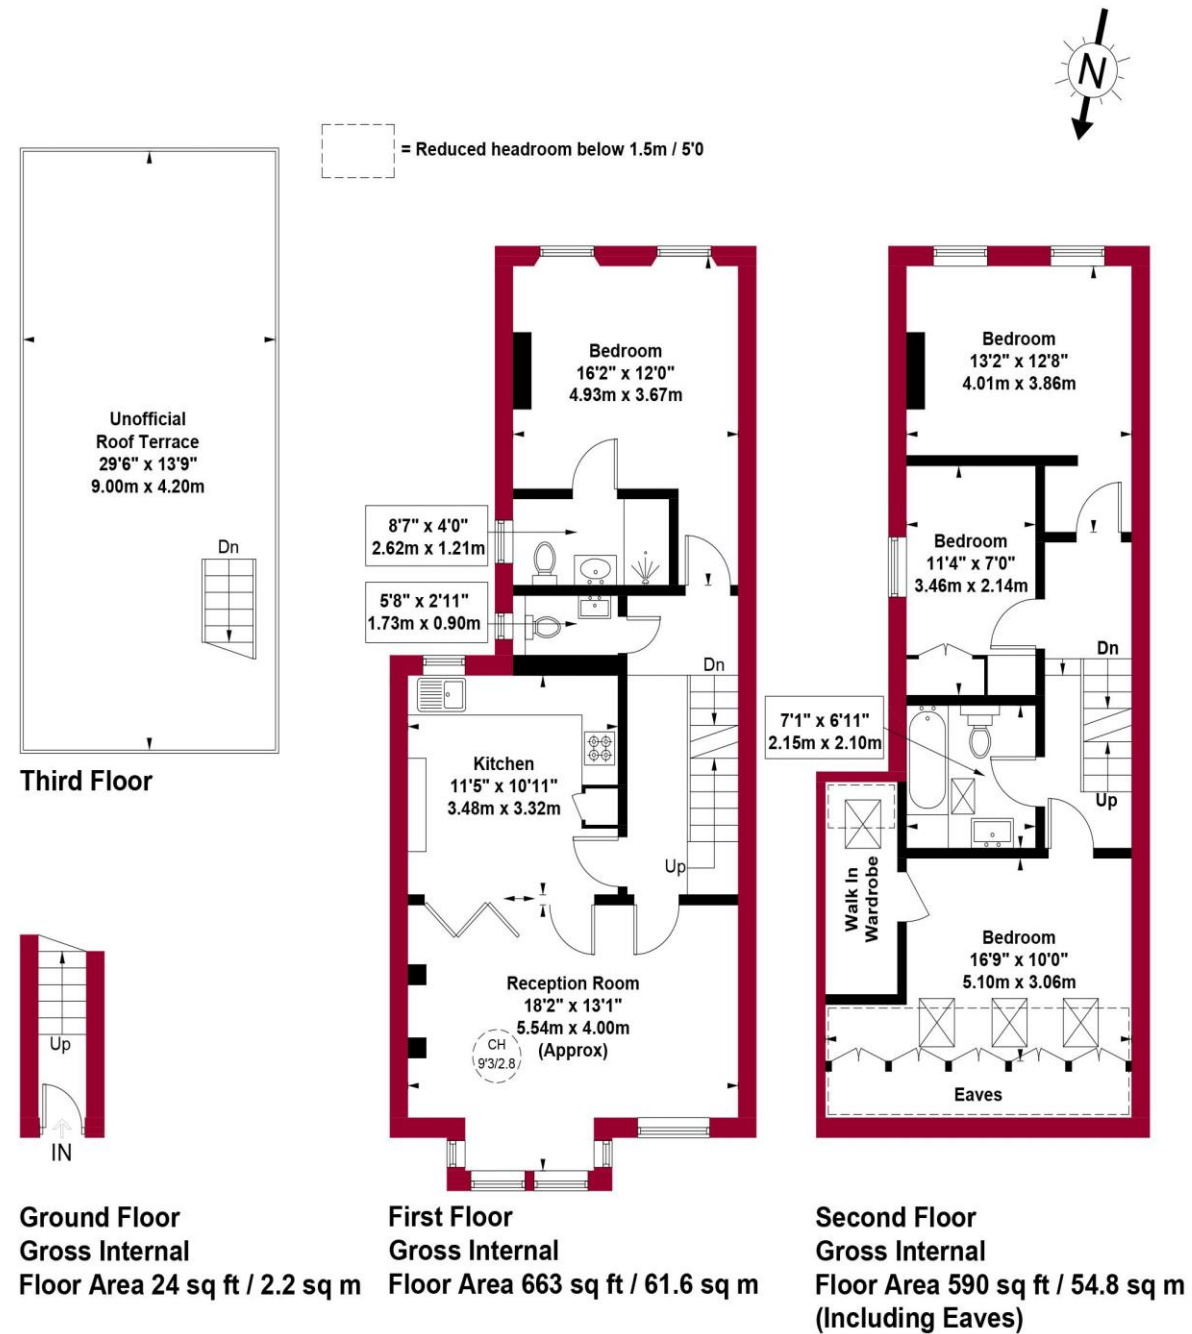 N
= Reduced headroom below 1.5m / 5'0
Unofficial
Roof Terrace
29'6" x 13'9"
9.00m x 4.20m
Dn
Third Floor
Up
IN
Ground Floor
Gross Internal
Floor Area 24 sq ft / 2.2 sq m
Bedroom
16'2" x 12'0"
4.93m x 3.67m
8'7" x 4'0"
2.62m x 1.21m
5'8" x 2'11"
1.73m x 0.90m
Dn
Kitchen
11'5" x 10'11"
3.48m x 3.32m
Up
Reception Room
18'2" x 13'1"
5.54m x 4.00m
(Approx)
CH
9'3/2.8
First Floor
Gross Internal
Floor Area 663 sq ft / 61.6 sq m
Bedroom
13'2" x 12'8"
4.01m x 3.86m
Bedroom
11'4" x 7'0"
3.46m x 2.14m
Dn
7'1" x 6'11"
2.15m x 2.10m
Up
Walk In
Wardrobe
Bedroom
16'9" x 10'0"
5.10m x 3.06m
Eaves
Second Floor
Gross Internal
Floor Area 590 sq ft / 54.8 sq m
(Including Eaves)